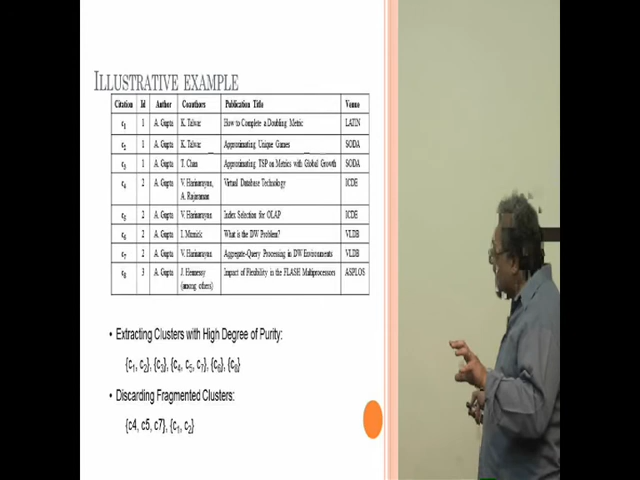 ILLUSTRATIVE EXAMPLE
Citation Id Author Coauthors Publication Title Venue
c1 1 A. Gupta K. Talwar How to Complete a Doubling Metric LATIN
c2 1 A. Gupta K. Talwar Approximating Unique Games SODA
c3 1 A. Gupta T. Chan Approximating TSP on Metrics with Global Growth SODA
c4 2 A. Gupta V. Harinarayan, Virtual Database Technology ICDE
A. Rajaraman
c5 2 A. Gupta V. Harinarayan Index Selection for OLAP ICDE
c6 2 A. Gupta I. Mumick What is the DW Problem? VLDB
c7 2 A. Gupta V. Harinarayan Aggregate-Query Processing in DW Environments VLDB
c8 3 A. Gupta J. Hennessy Impact of Flexibility in the FLASH Multiprocessors ASPLOS
(among others)
• Extracting Clusters with High Degree of Purity:
{c1, c2}, {c3}, {c4, c5, c7}, {c6}, {c8}
• Discarding Fragmented Clusters:
{c4, c5, c7}, {c1, c2}